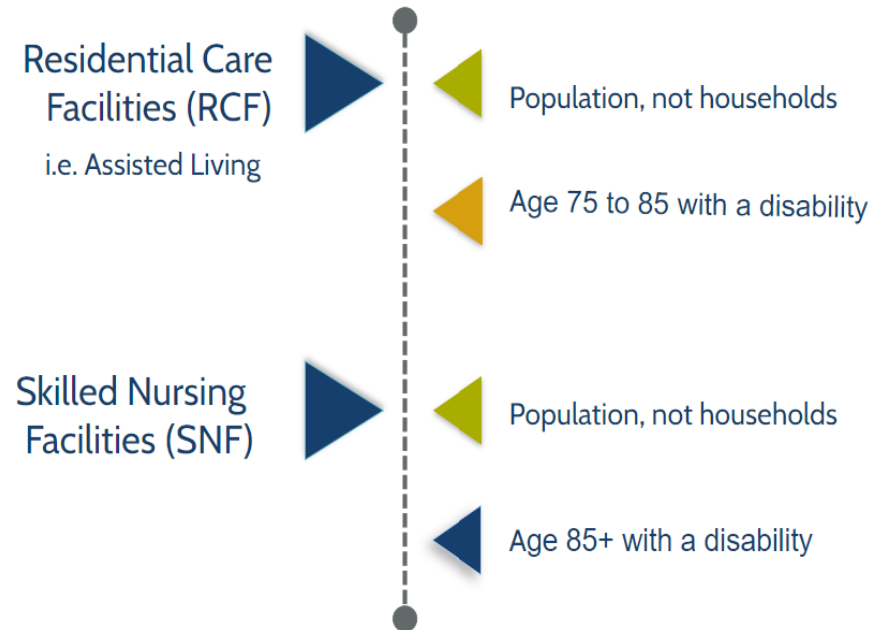 Residential Care
Facilities (RCF)
i.e. Assisted Living
Population, not households
Age 75 to 85 with a disability
Skilled Nursing
Facilities (SNF)
Population, not households
Age 85+ with a disability